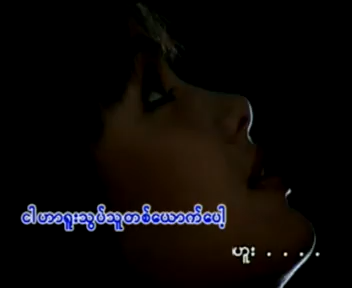 ငါဟာရူးသွပ်သူတစ်ယောက်ပေါ့
ဟူး . . . .